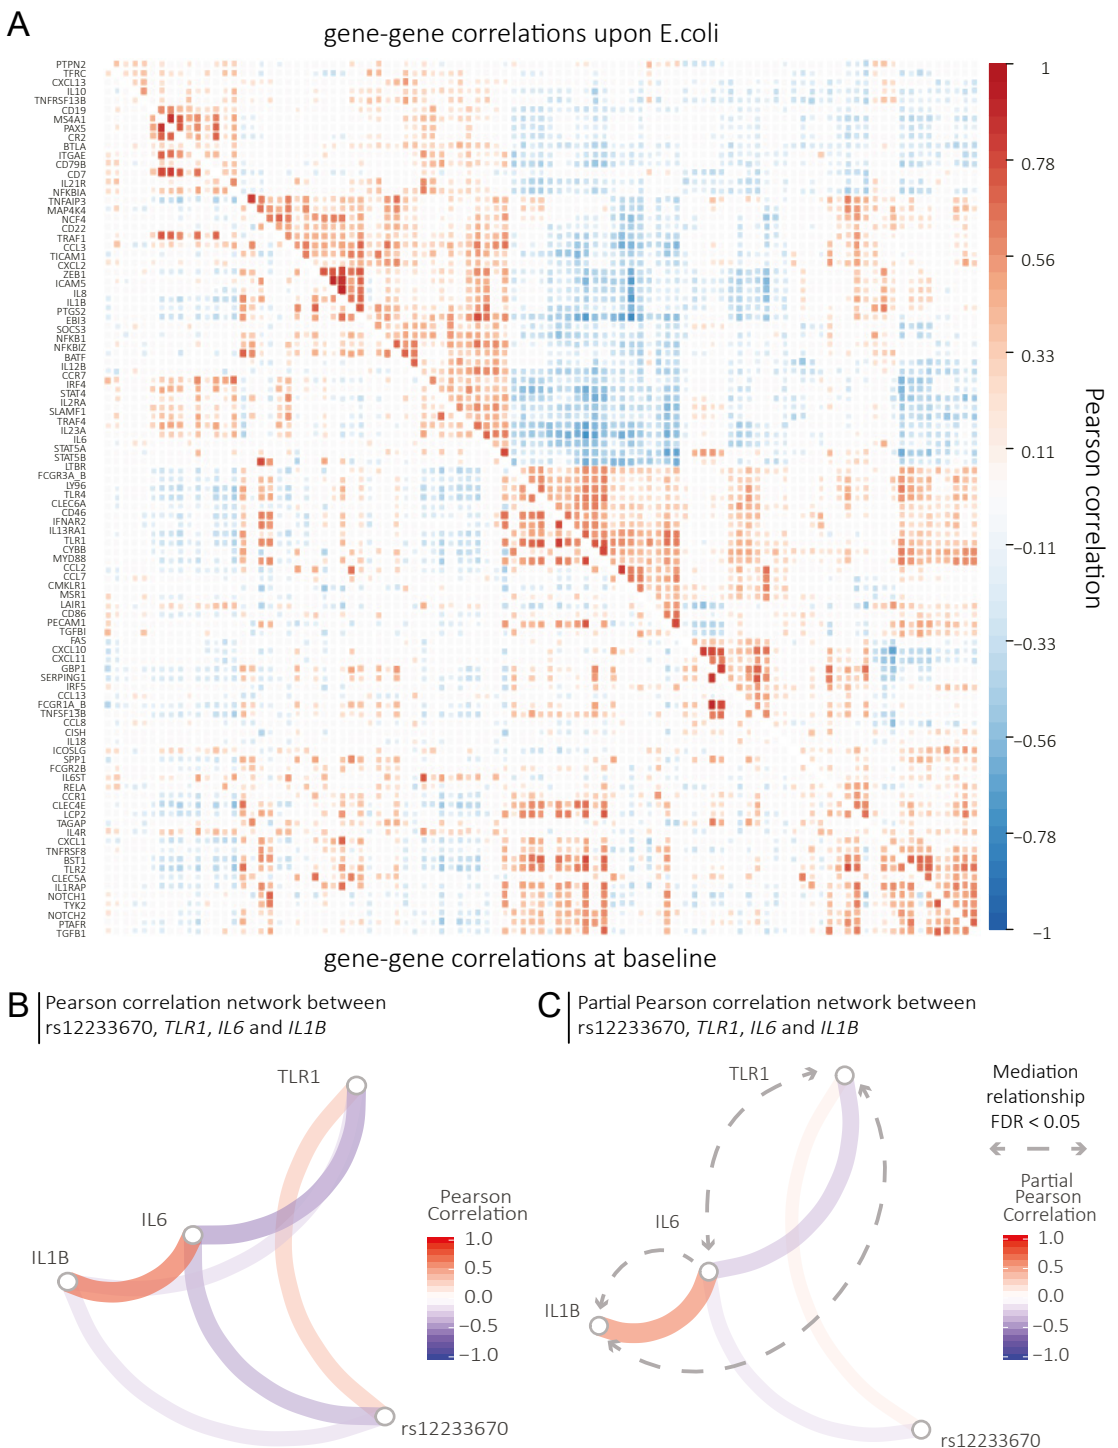 A
gene-gene correlations upon E.coli
PTPN2
TFRC
CXCL13
IL10
TNFRSF13B
CD19
MS4A1
PAX5
CR2
BTLA
ITGAE
CD79B
CD7
IL21R
NFKBIA
TNFAIP3
MAP4K4
NCF4
CD22
TRAF1
CCL3
TICAM1
CXCL2
ZEB1
ICAM5
IL8
IL1B
PTGS2
EBI3
SOCS3
NFKB1
NFKBIZ
BATF
IL12B
CCR7
IRF4
STAT4
IL2RA
SLAMF1
TRAF4
IL23A
IL6
STAT5A
STAT5B
LTBR
FCGR3A_B
LY96
TLR4
CLEC6A
CD46
IFNAR2
IL13RA1
TLR1
CYBB
MYD88
CCL2
CCL7
CMKLR1
MSR1
LAIR1
CD86
PECAM1
TGFBI
FAS
CXCL10
CXCL11
GBP1
SERPING1
IRF5
CCL13
FCGR1A_B
TNFSF13B
CCL8
CISH
IL18
ICOSLG
SPP1
FCGR2B
IL6ST
RELA
CCR1
CLEC4E
LCP2
TAGAP
IL4R
CXCL1
TNFRSF8
BST1
TLR2
CLEC5A
IL1RAP
NOTCH1
TYK2
NOTCH2
PTAFR
TGFB1
1
0.78
0.56
0.33
0.11
−0.11
−0.33
−0.56
−0.78
−1
Pearson correlation
gene-gene correlations at baseline
B
Pearson correlation network between
rs12233670, TLR1, IL6 and IL1B
TLR1
IL6
IL1B
rs12233670
Pearson
Correlation
1.0
0.5
0.0
−0.5
−1.0
C
Partial Pearson correlation network between
rs12233670, TLR1, IL6 and IL1B
TLR1
IL6
IL1B
rs12233670
Mediation
relationship
FDR < 0.05
Partial
Pearson
Correlation
1.0
0.5
0.0
−0.5
−1.0